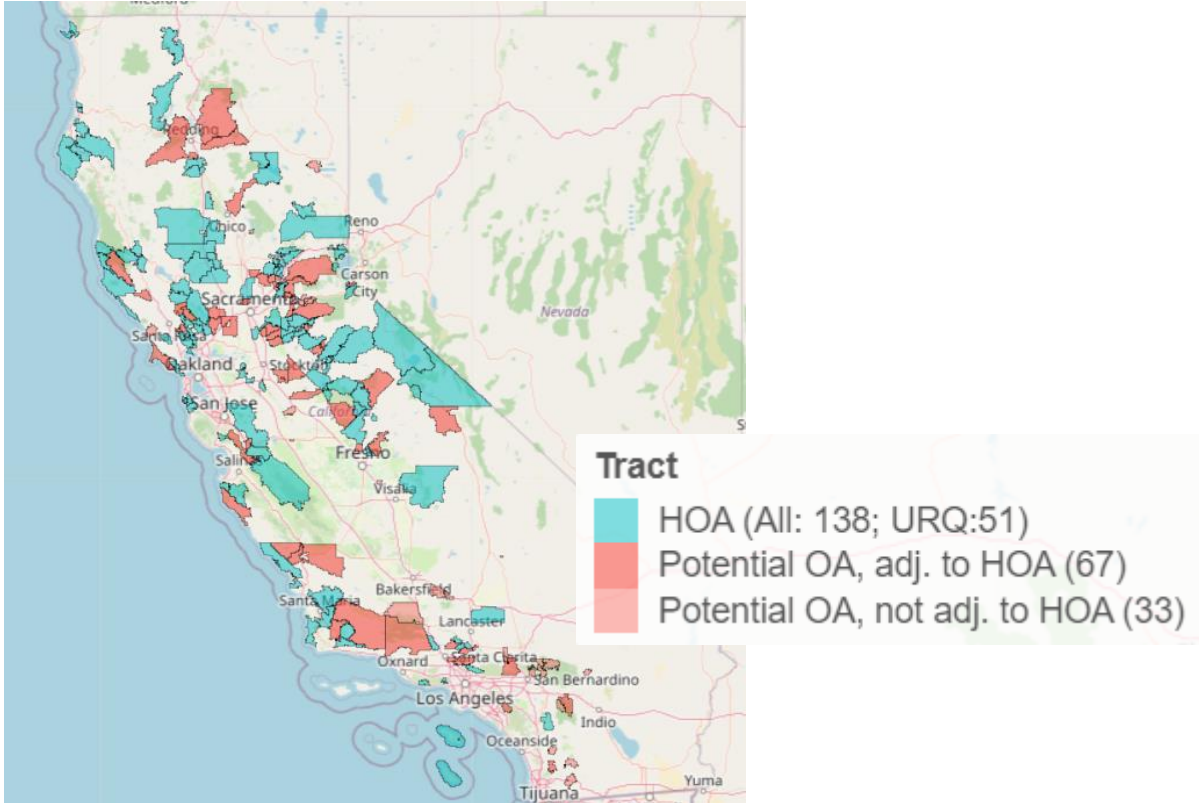 Medford
Redding
Chico
Reno
Carson
City
Sacramento
Nevada
Santa Rosa
Oakland
Stockton
San Jose
California
Salinas
Fresno
Visalia
Tract
HOA (All: 138; URQ:51)
Potential OA, adj. to HOA (67)
Potential OA, not adj. to HOA (33)
Bakersfield
Santa Maria
Lancaster
Oxnard
Santa Clarita
San Bernardino
Los Angeles
Indio
Oceanside
Yuma
Tijuana